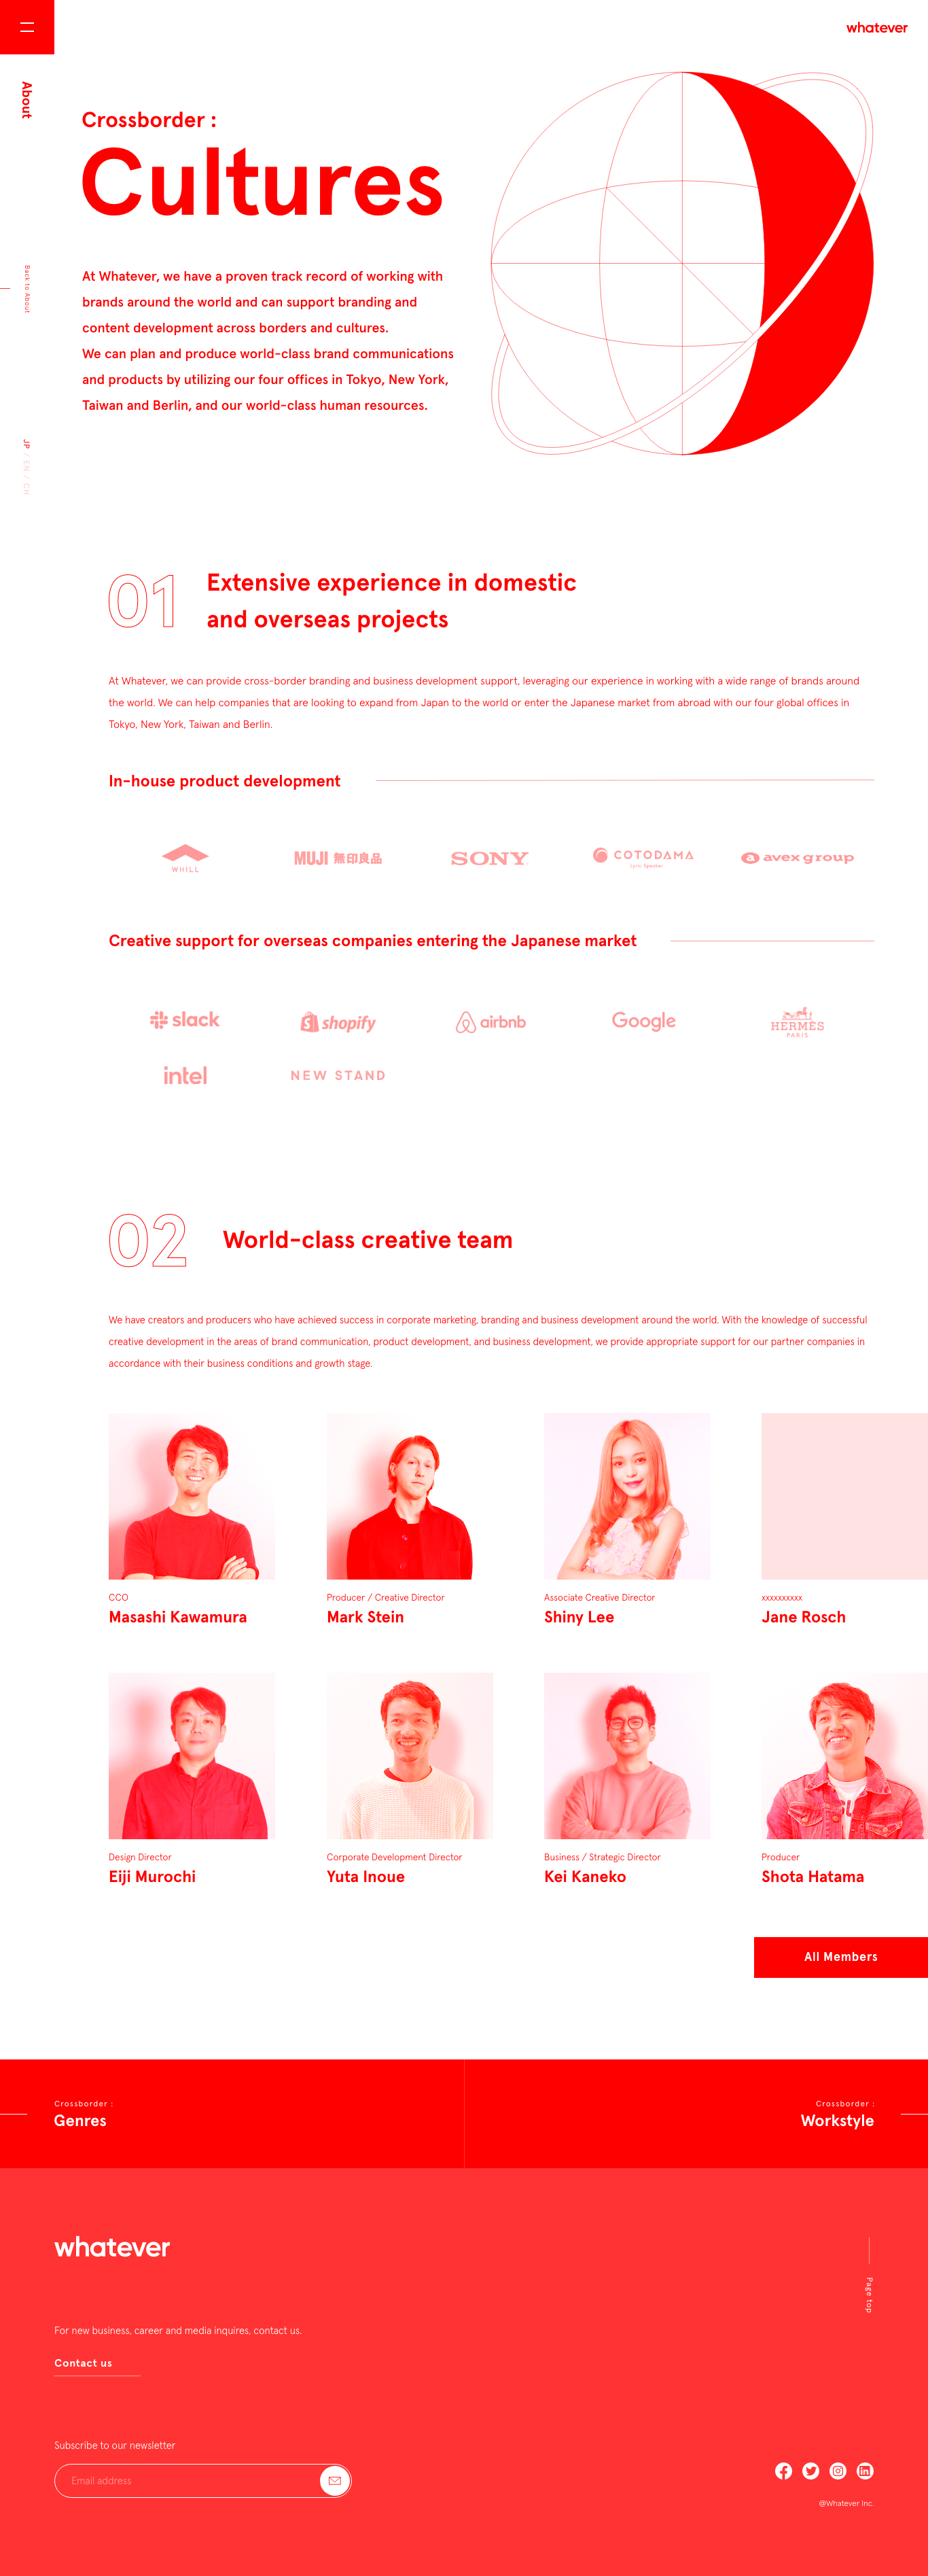 whatever
About
Crossborder :
Cultures
Back to About
At Whatever, we have a proven track record of working with
brands around the world and can support branding and
content development across borders and cultures.
We can plan and produce world-class brand communications
and products by utilizing our four offices in Tokyo, New York,
Taiwan and Berlin, and our world-class human resources.
JP / EN / CH
01
Extensive experience in domestic
and overseas projects
At Whatever, we can provide cross-border branding and business development support, leveraging our experience in working with a wide range of brands around
the world. We can help companies that are looking to expand from Japan to the world or enter the Japanese market from abroad with our four global offices in
Tokyo, New York, Taiwan and Berlin.
In-house product development
WHILL
MUJI 無印良品
SONY
COTODAMA
Lyric Speaker
a avex group
Creative support for overseas companies entering the Japanese market
slack
shopify
airbnb
Google
HERMÈS
PARIS
intel
NEW STAND
02
World-class creative team
We have creators and producers who have achieved success in corporate marketing, branding and business development around the world. With the knowledge of successful
creative development in the areas of brand communication, product development, and business development, we provide appropriate support for our partner companies in
accordance with their business conditions and growth stage.
CCO
Masashi Kawamura
Producer / Creative Director
Mark Stein
Associate Creative Director
Shiny Lee
xxxxxxxxxx
Jane Rosch
Design Director
Eiji Murochi
Corporate Development Director
Yuta Inoue
Business / Strategic Director
Kei Kaneko
Producer
Shota Hatama
All Members
Crossborder :
Genres
Crossborder :
Workstyle
whatever
Page top
For new business, career and media inquires, contact us.
Contact us
Subscribe to our newsletter
Email address
@Whatever Inc.